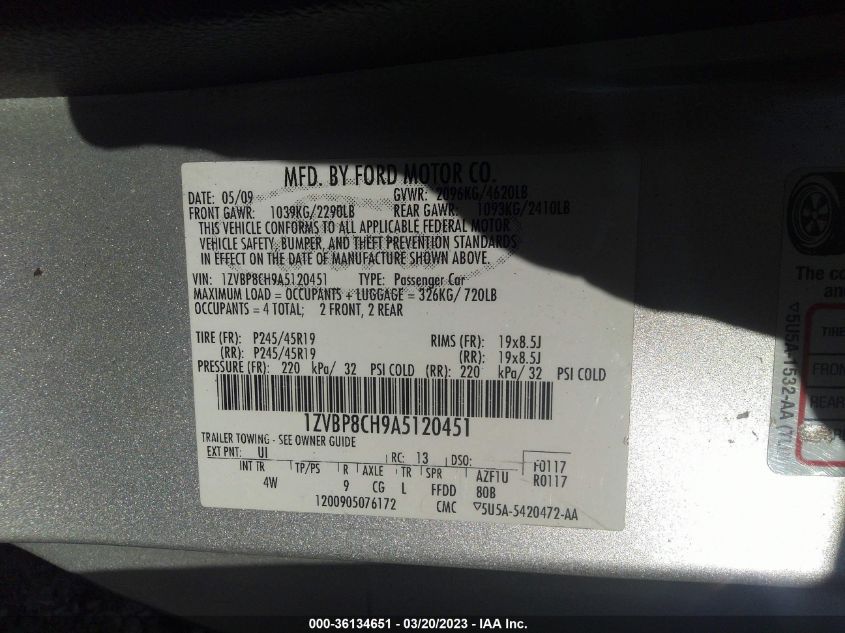 MFD. BY FORD MOTOR CO.
DATE: 05/09 GVWR: 2096KG/4620LB
FRONT GAWR: 1039KG/2290LB REAR GAWR: 1093KG/2410LB
THIS VEHICLE CONFORMS TO ALL APPLICABLE FEDERAL MOTOR
VEHICLE SAFETY, BUMPER, AND THEFT PREVENTION STANDARDS
IN EFFECT ON THE DATE OF MANUFACTURE SHOWN ABOVE.
VIN: 1ZVBP8CH9A5120451 TYPE: Passenger Car
MAXIMUM LOAD = OCCUPANTS + LUGGAGE = 326KG/720LB
OCCUPANTS = 4 TOTAL; 2 FRONT, 2 REAR
TIRE (FR): P245/45R19 RIMS (FR): 19x8.5J
(RR): P245/45R19 (RR): 19x8.5J
PRESSURE (FR): 220 kPa/ 32 PSI COLD (RR): 220 kPa/ 32 PSI COLD
1ZVBP8CH9A5120451
TRAILER TOWING - SEE OWNER GUIDE
EXT PNT: UI RC: 13 DSO: F0117
INT TR TP/PS R AXLE TR SPR AZF1U R0117
4W 9 CG L FFDD 80B
1200905076172 CMC ▽5U5A-5420472-AA
The co
an
TIRE
FRON
REAR
▽5U5A-1532-AA
000-36134651 - 03/20/2023 - IAA Inc.